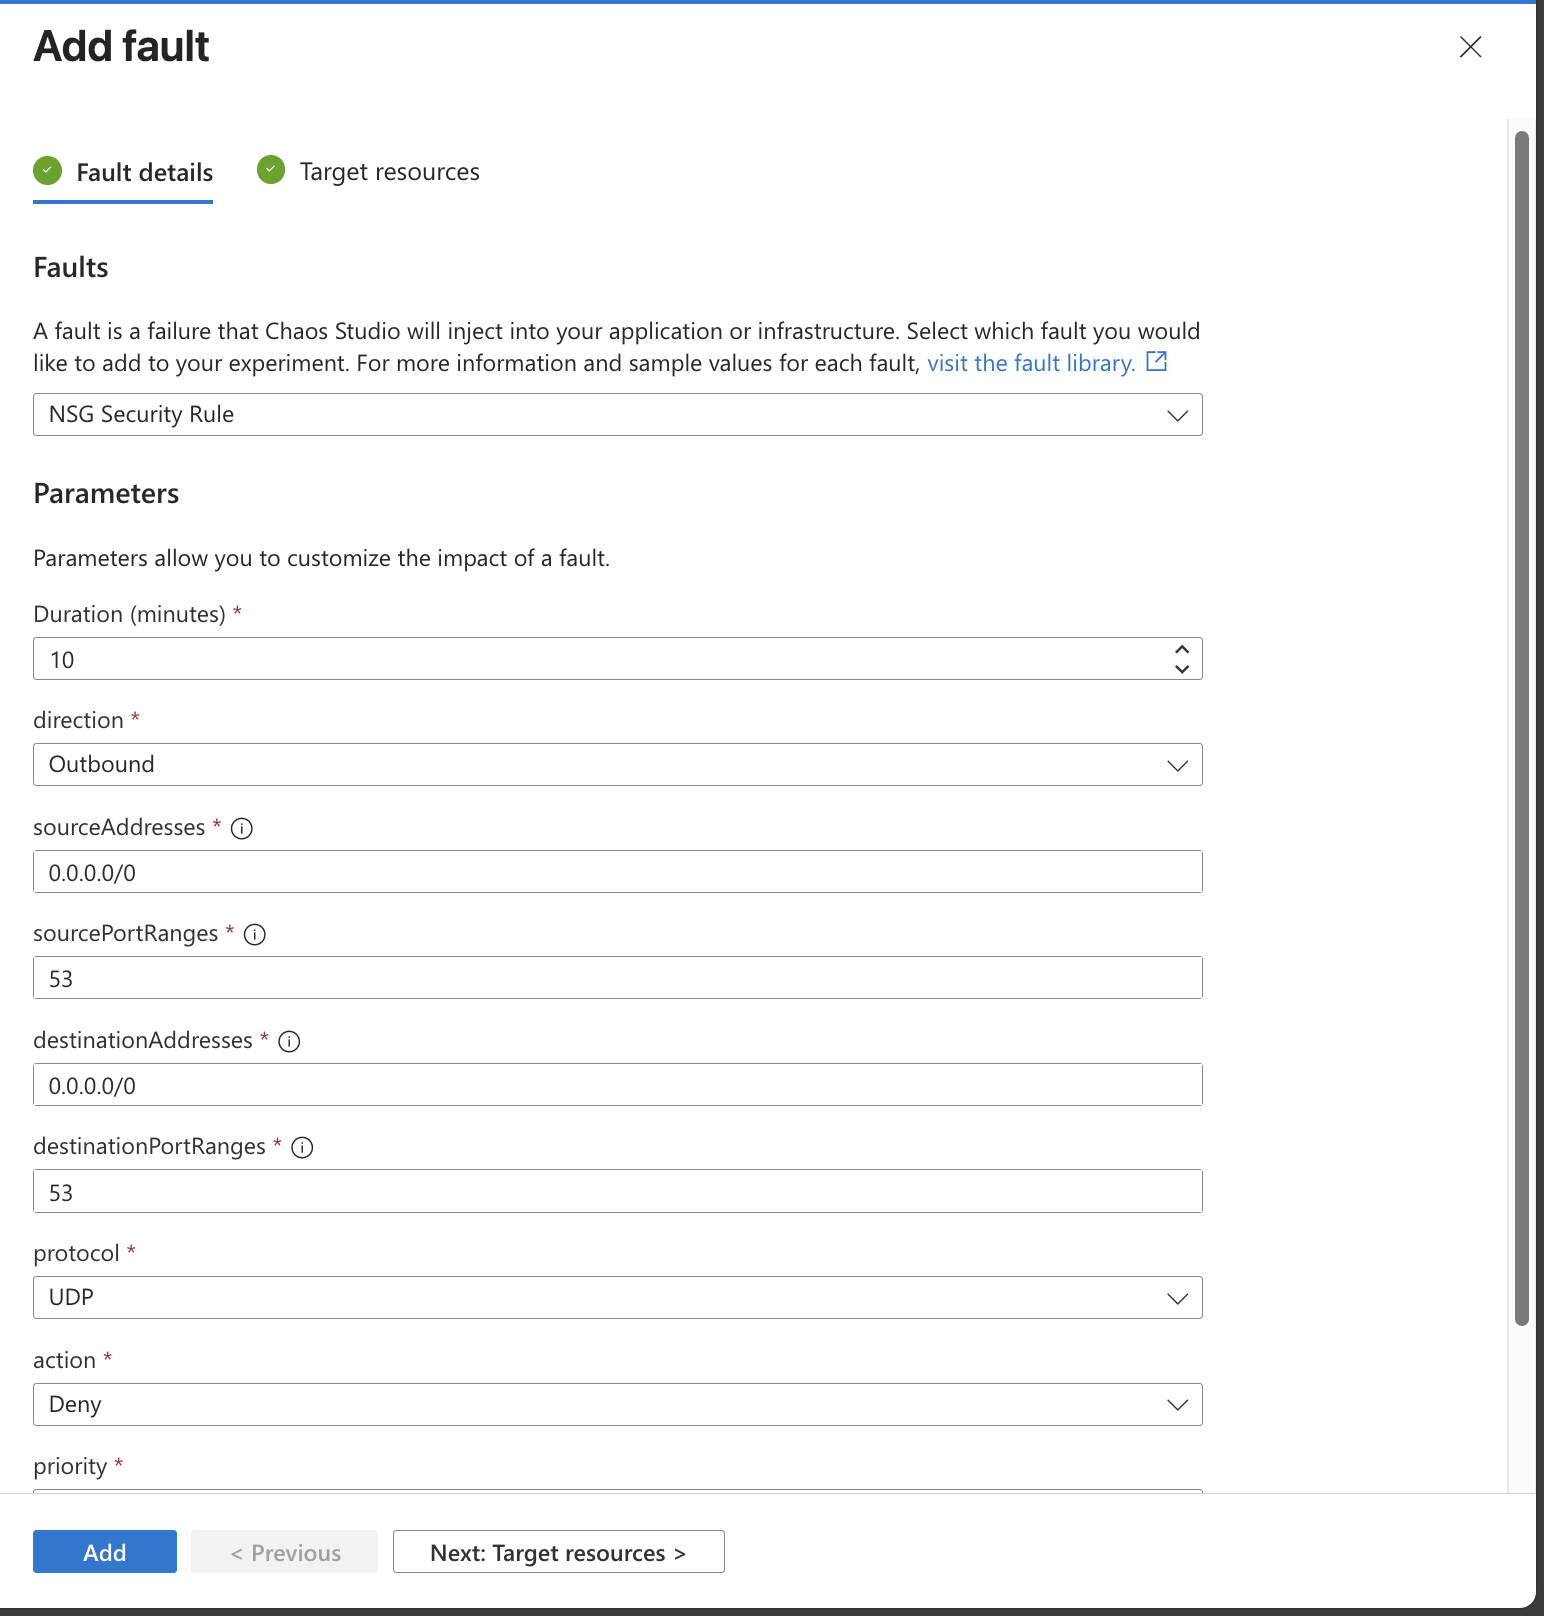 Add fault
Fault details
Target resources
Faults
A fault is a failure that Chaos Studio will inject into your application or infrastructure. Select which fault you would
like to add to your experiment. For more information and sample values for each fault, visit the fault library.
NSG Security Rule
Parameters
Parameters allow you to customize the impact of a fault.
Duration (minutes) *
10
direction *
Outbound
sourceAddresses *
0.0.0.0/0
sourcePortRanges *
53
destinationAddresses *
0.0.0.0/0
destinationPortRanges *
53
protocol *
UDP
action *
Deny
priority *
Add
< Previous
Next: Target resources >